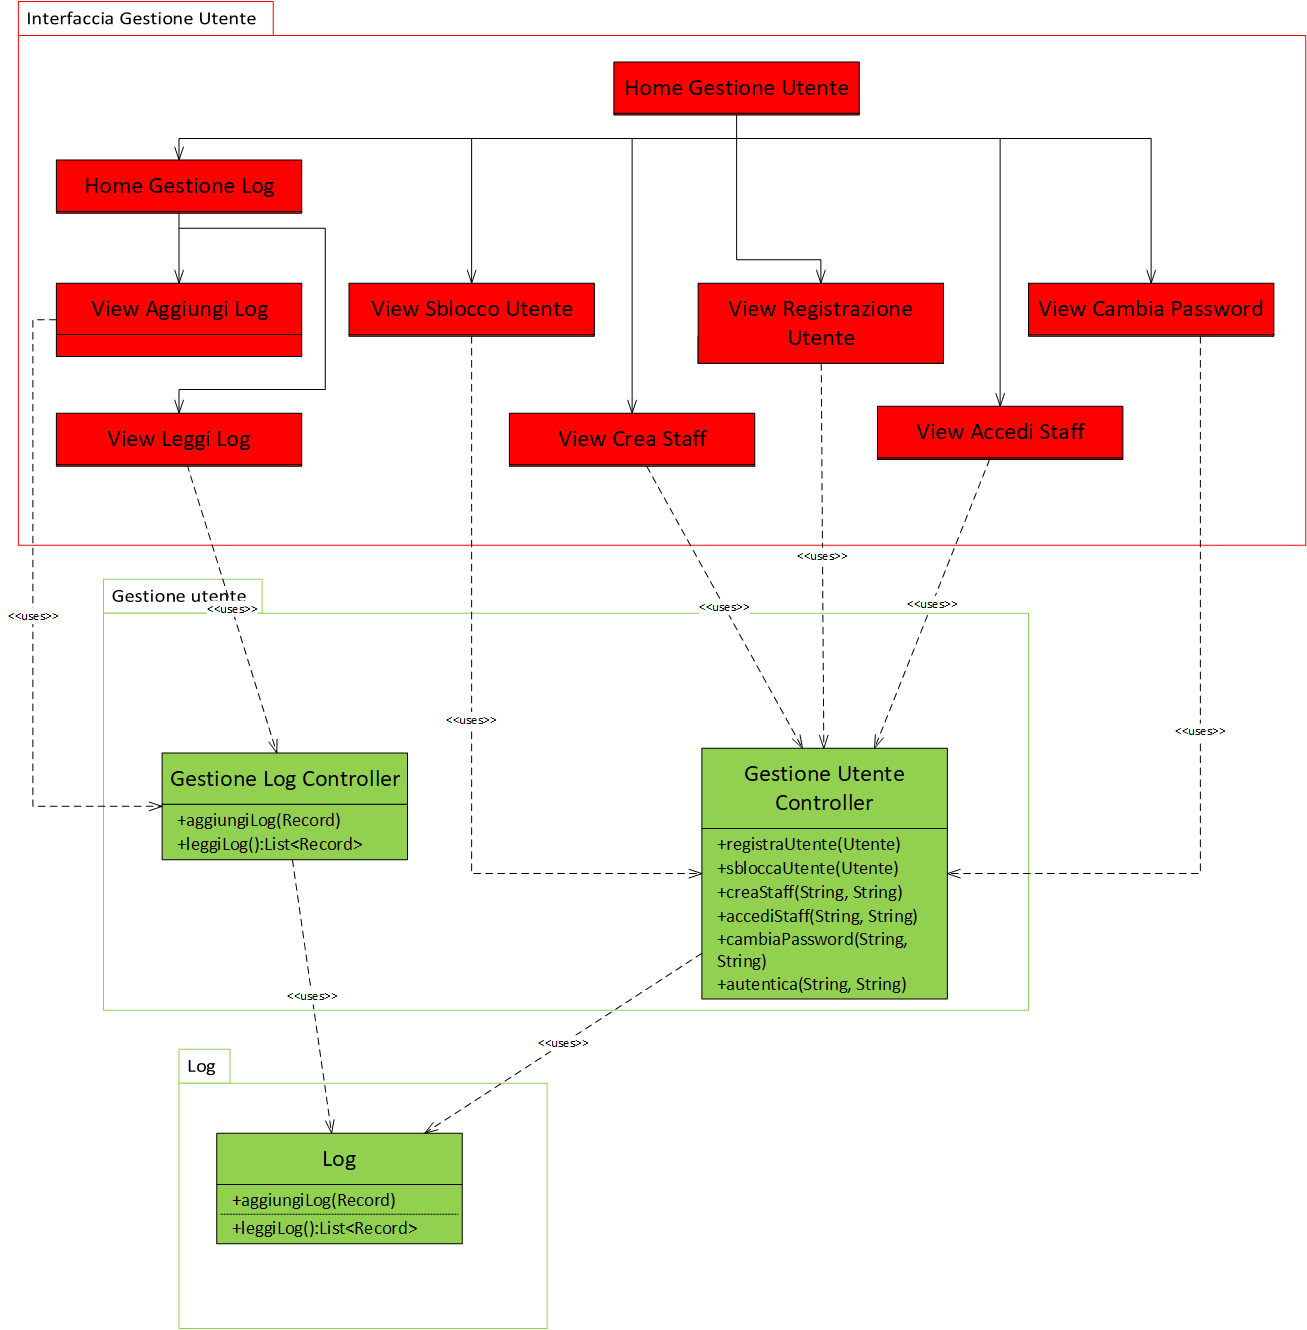 Interfaccia Gestione Utente
Home Gestione Utente
Home Gestione Log
View Aggiungi Log
View Sblocco Utente
View Registrazione
Utente
View Cambia Password
View Leggi Log
View Crea Staff
View Accedi Staff
<<uses>>
Gestione utente
<<uses>>
<<uses>>
<<uses>>
<<uses>>
<<uses>>
<<uses>>
Gestione Log Controller
+aggiungiLog(Record)
+leggiLog():List<Record>
Gestione Utente
Controller
+registraUtente(Utente)
+sbloccaUtente(Utente)
+creaStaff(String, String)
+accediStaff(String, String)
+cambiaPassword(String,
String)
+autentica(String, String)
<<uses>>
<<uses>>
Log
Log
+aggiungiLog(Record)
+leggiLog():List<Record>